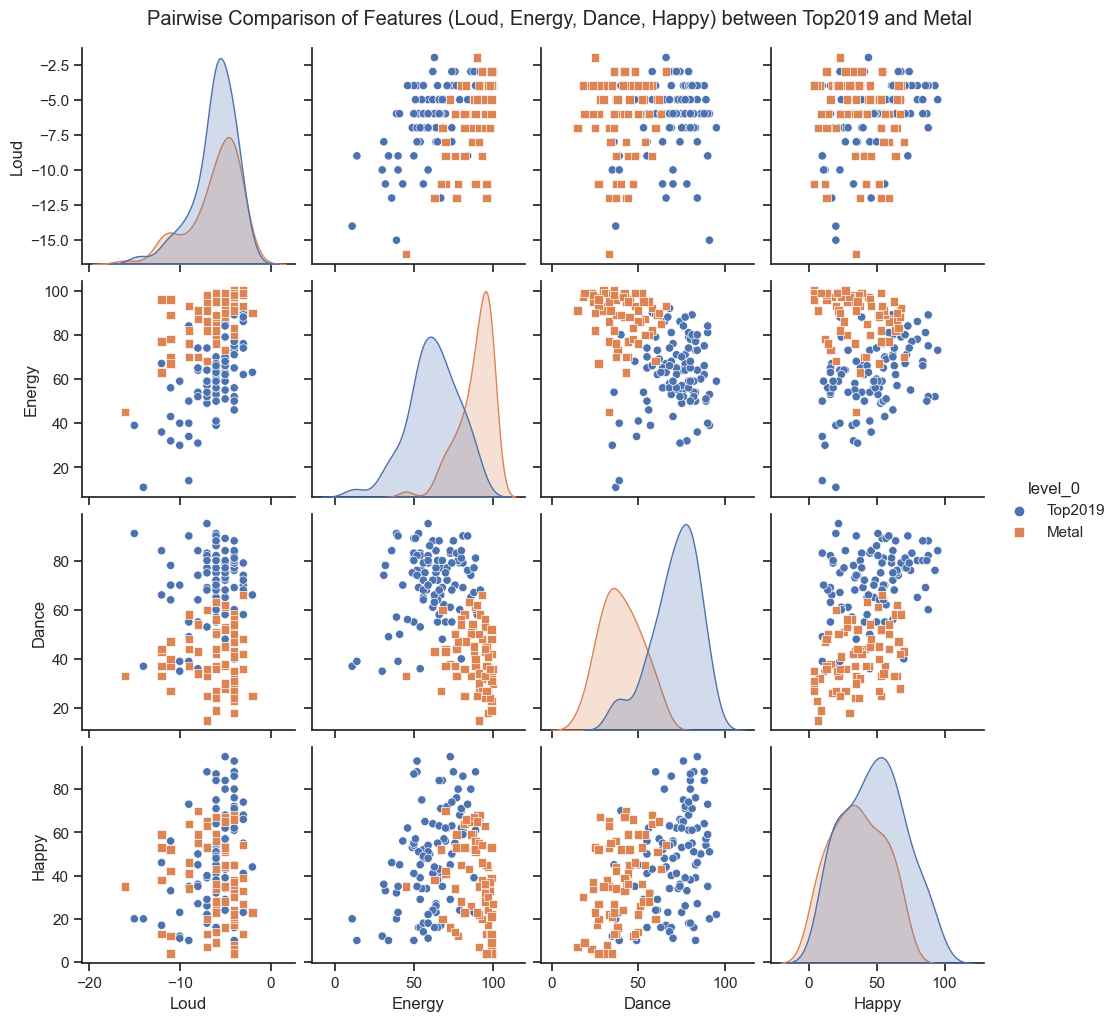 Pairwise Comparison of Features (Loud, Energy, Dance, Happy) between Top2019 and Metal
−2.5
−5.0
−7.5
−10.0
−12.5
−15.0
Loud
100
80
60
40
20
Energy
level_0
Top2019
Metal
80
60
40
20
Dance
80
60
40
20
0
Happy
−20 −10 0
0 50 100
0 50 100
0 50 100
Loud
Energy
Dance
Happy